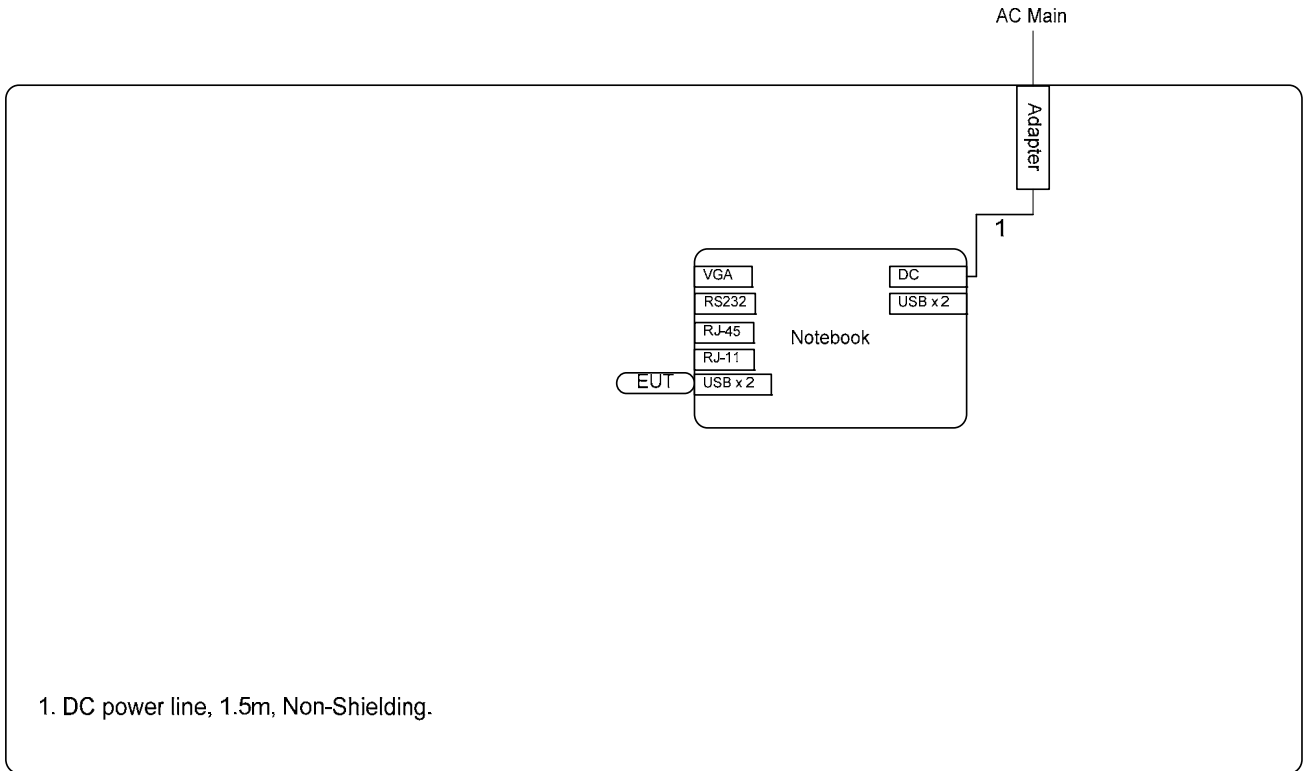 AC Main
Adapter
1
VGA
DC
RS232
USB x 2
RJ-45
Notebook
RJ-11
EUT
USB x 2
1. DC power line, 1.5m, Non-Shielding.